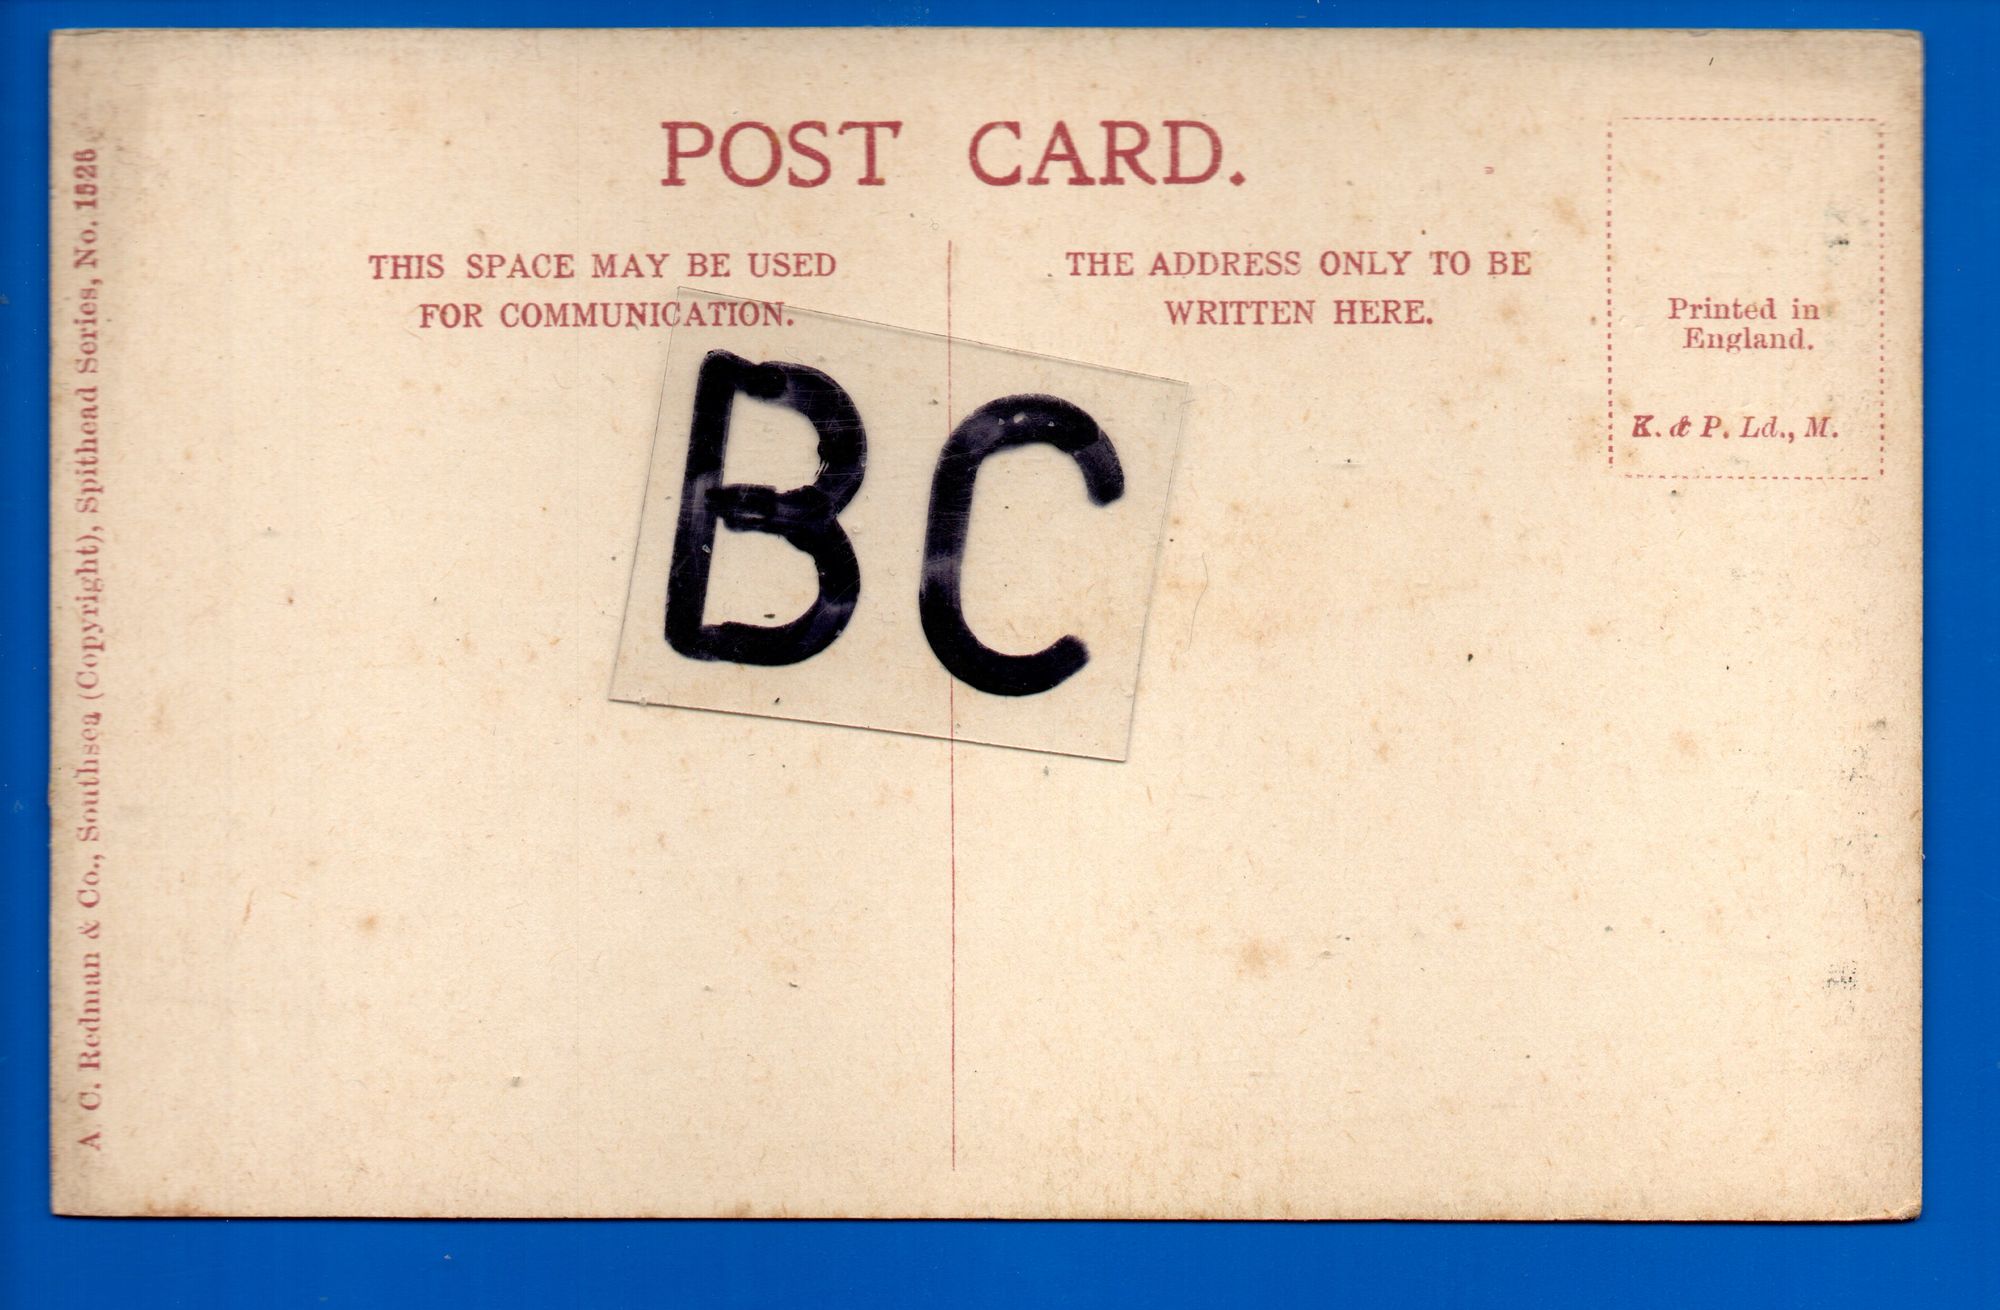 POST CARD.
THIS SPACE MAY BE USED
FOR COMMUNICATION.
THE ADDRESS ONLY TO BE
WRITTEN HERE.
Printed in
England.
K. & P. Ld., M.
BC
A. C. Redman & Co., Southsea, (Copyright), Spithead Series, No. 1526